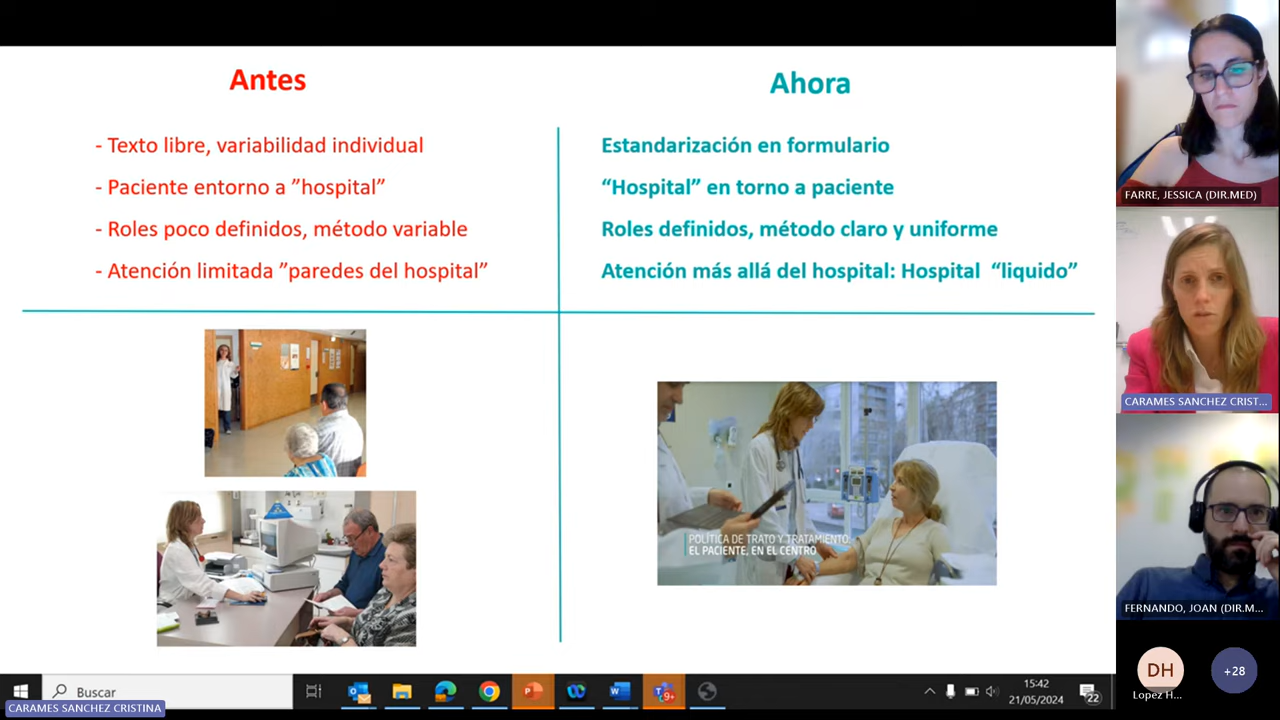 Antes
Ahora
- Texto libre, variabilidad individual
- Paciente entorno a ”hospital”
- Roles poco definidos, método variable
- Atención limitada ”paredes del hospital”
Estandarización en formulario
“Hospital” en torno a paciente
Roles definidos, método claro y uniforme
Atención más allá del hospital: Hospital “liquido”
POLÍTICA DE TRATO Y TRATAMIENTO:
EL PACIENTE, EN EL CENTRO
FARRE, JESSICA (DIR.MED)
CARAMES SANCHEZ CRIST...
FERNANDO, JOAN (DIR.M...
DH
Lopez H...
+28
Buscar
9+
15:42
21/05/2024
22
CARAMES SANCHEZ CRISTINA